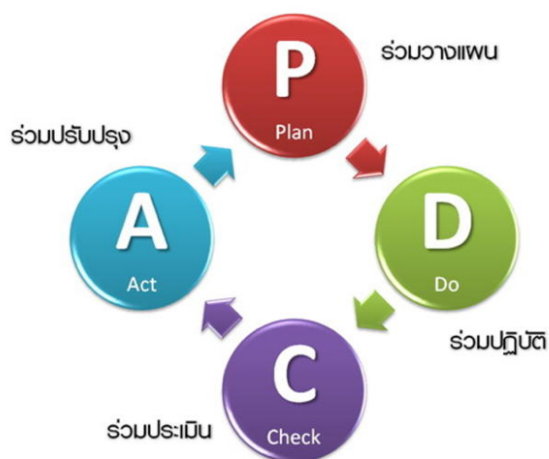 P
Plan
ร่วมวางแผน
ร่วมปรับปรุง
A
Act
D
Do
ร่วมปฏิบัติ
C
Check
ร่วมประเมิน